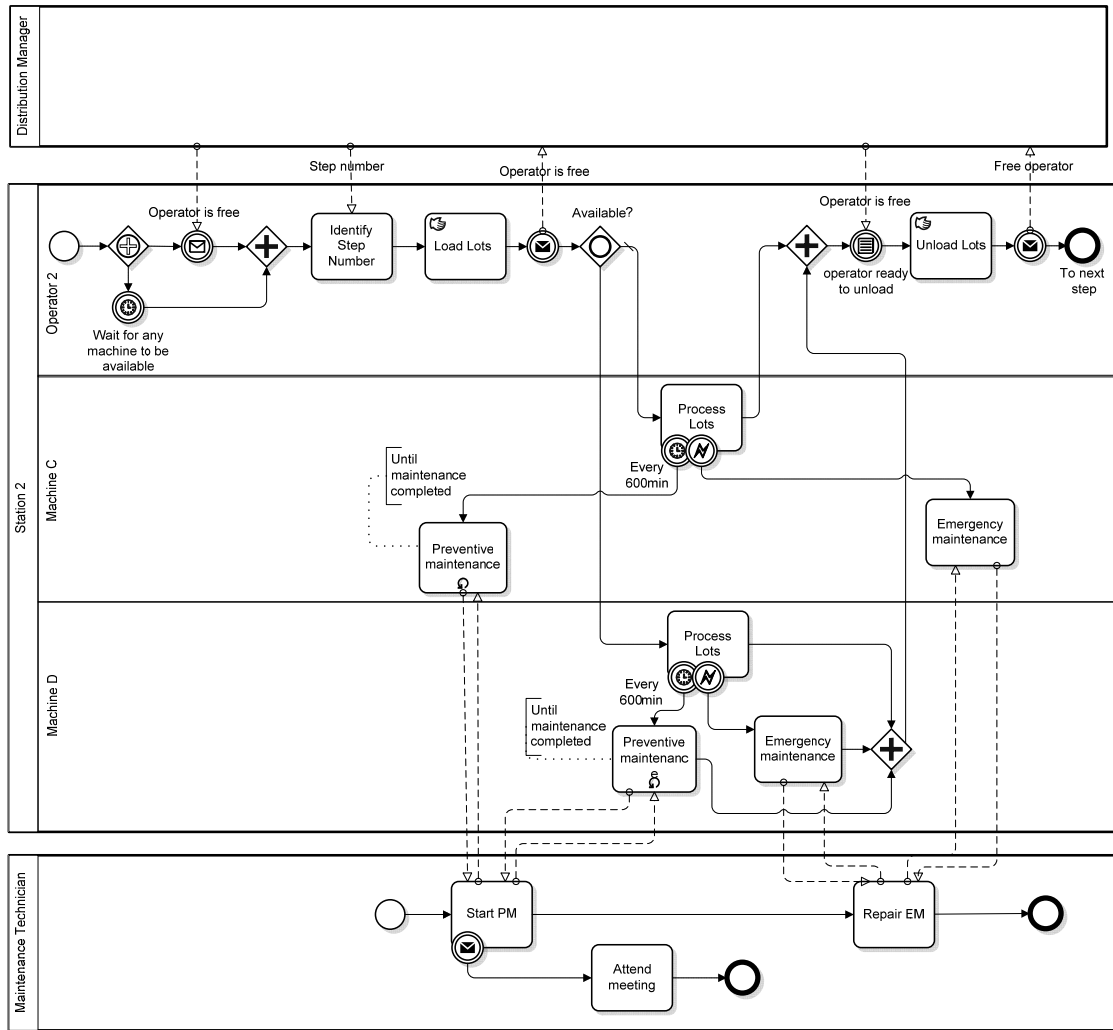 Distribution Manager
Step number
Operator is free
Free operator
Station 2
Operator 2
Operator is free
Identify
Step
Number
Load Lots
Available?
Operator is free
operator ready
to unload
Unload Lots
To next
step
Wait for any
machine to be
available
Machine C
Process
Lots
Every
600min
Until
maintenance
completed
Preventive
maintenance
Emergency
maintenance
Machine D
Process
Lots
Every
600min
Until
maintenance
completed
Preventive
maintenanc
e
Emergency
maintenance
Maintenance Technician
Start PM
Repair EM
Attend
meeting